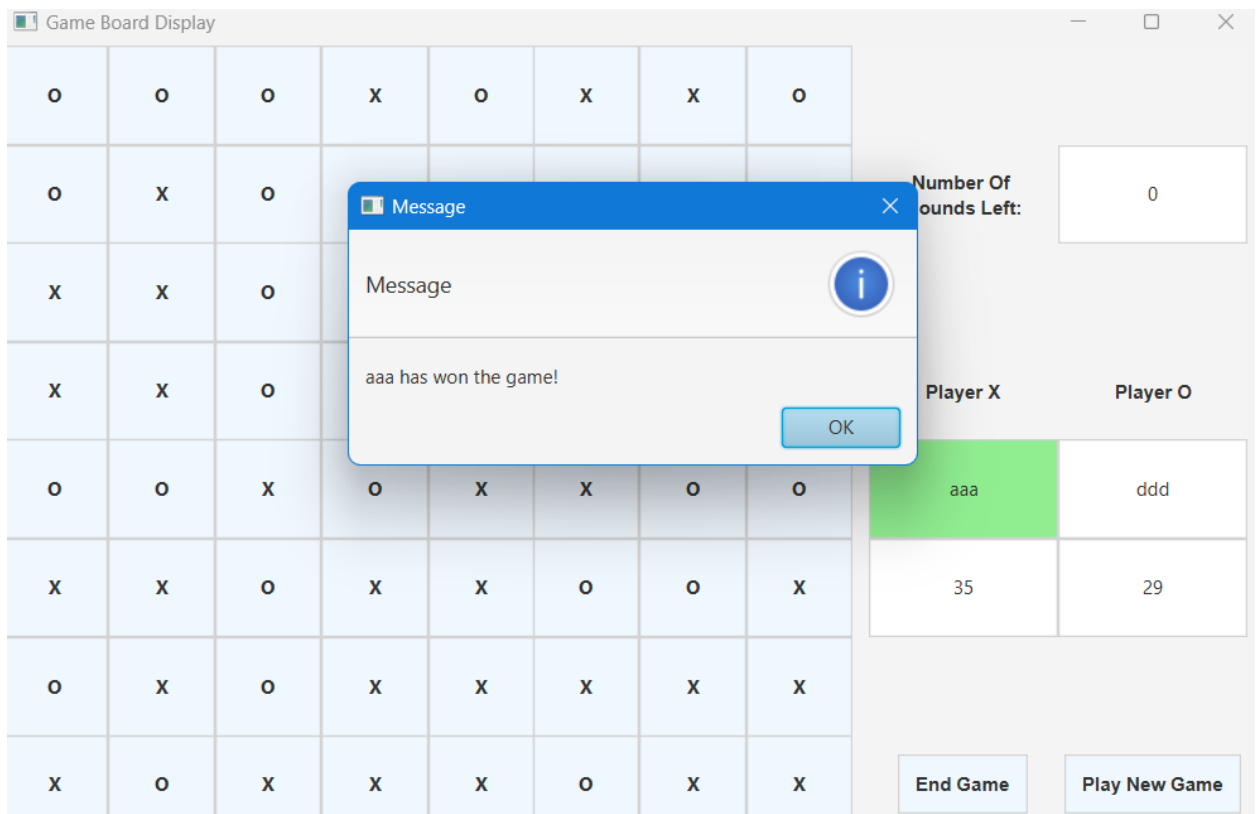 Game Board Display
O O O X O X X O
O X O
Number Of
ounds Left:
0
Message
X X O
Message
X X O
aaa has won the game!
OK
Player X Player O
O O X O X X O O
aaa ddd
X X O X X O O X
35 29
O X O X X X X X
X O X X X O X X
End Game Play New Game